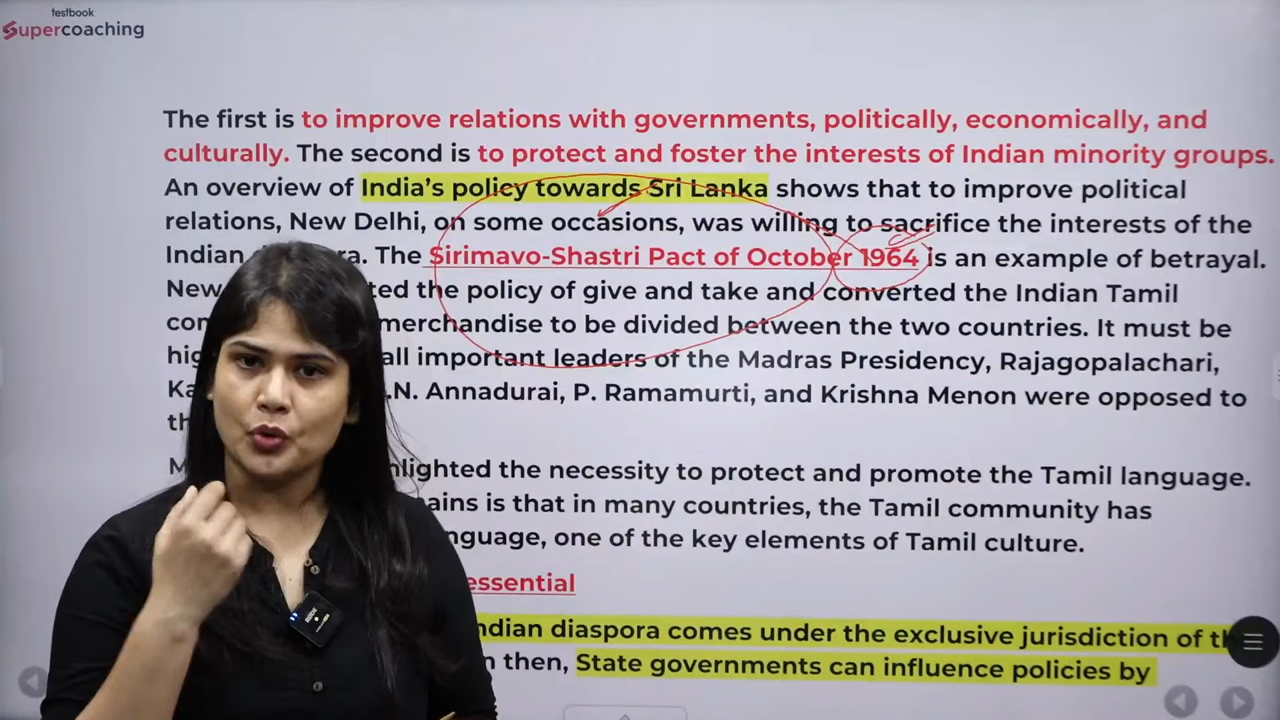 testbook
Supercoaching
The first is to improve relations with governments, politically, economically, and
culturally. The second is to protect and foster the interests of Indian minority groups.
An overview of India's policy towards Sri Lanka shows that to improve political
relations, New Delhi, on some occasions, was willing to sacrifice the interests of the
Indian ra. The Sirimavo-Shastri Pact of October 1964 is an example of betrayal.
New ted the policy of give and take and converted the Indian Tamil
con merchandise to be divided between the two countries. It must be
hig all important leaders of the Madras Presidency, Rajagopalachari,
Ka .N. Annadurai, P. Ramamurti, and Krishna Menon were opposed to
th
M hlighted the necessity to protect and promote the Tamil language.
ains is that in many countries, the Tamil community has
nguage, one of the key elements of Tamil culture.
essential
ndian diaspora comes under the exclusive jurisdiction of th
n then, State governments can influence policies by